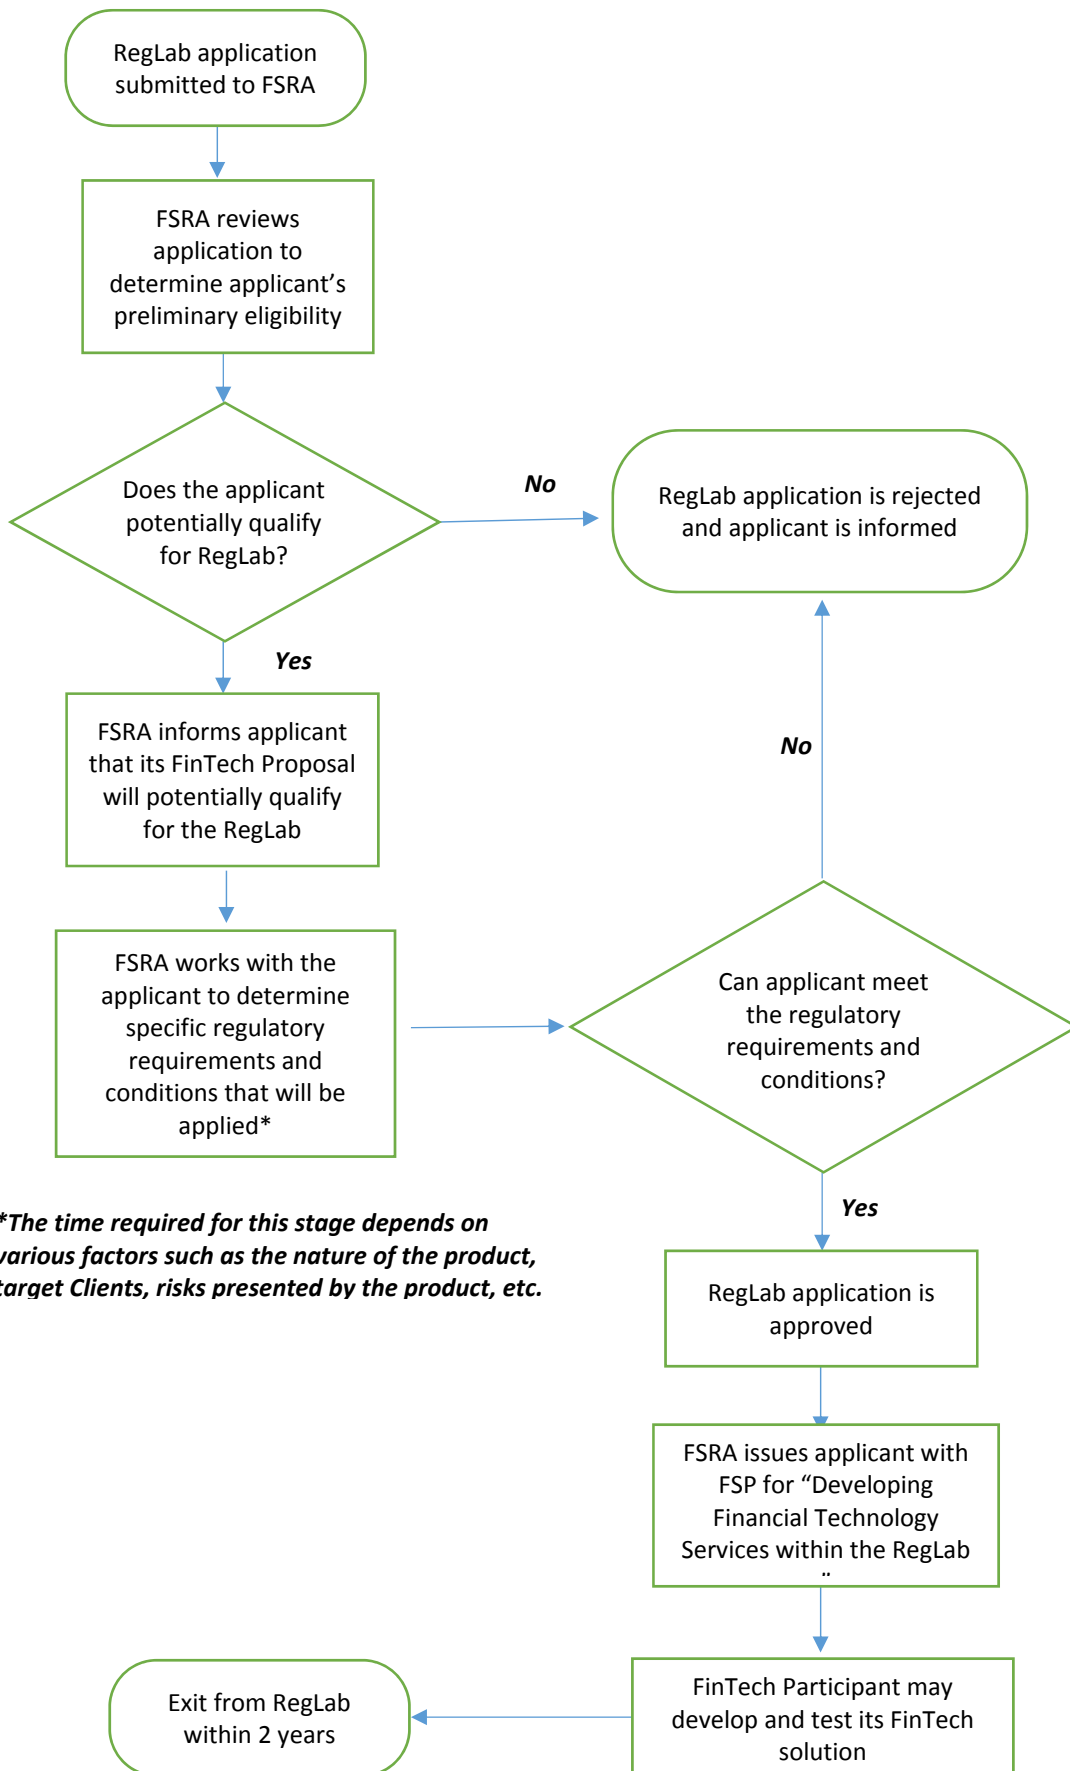 RegLab application
submitted to FSRA
FSRA reviews
application to
determine applicant’s
preliminary eligibility
Does the applicant
potentially qualify
for RegLab?
No
RegLab application is rejected
and applicant is informed
Yes
FSRA informs applicant
that its FinTech Proposal
will potentially qualify
for the RegLab
No
FSRA works with the
applicant to determine
specific regulatory
requirements and
conditions that will be
applied*
Can applicant meet
the regulatory
requirements and
conditions?
*The time required for this stage depends on
various factors such as the nature of the product,
target Clients, risks presented by the product, etc.
Yes
RegLab application is
approved
FSRA issues applicant with
FSP for “Developing
Financial Technology
Services within the RegLab
“
FinTech Participant may
develop and test its FinTech
solution
Exit from RegLab
within 2 years